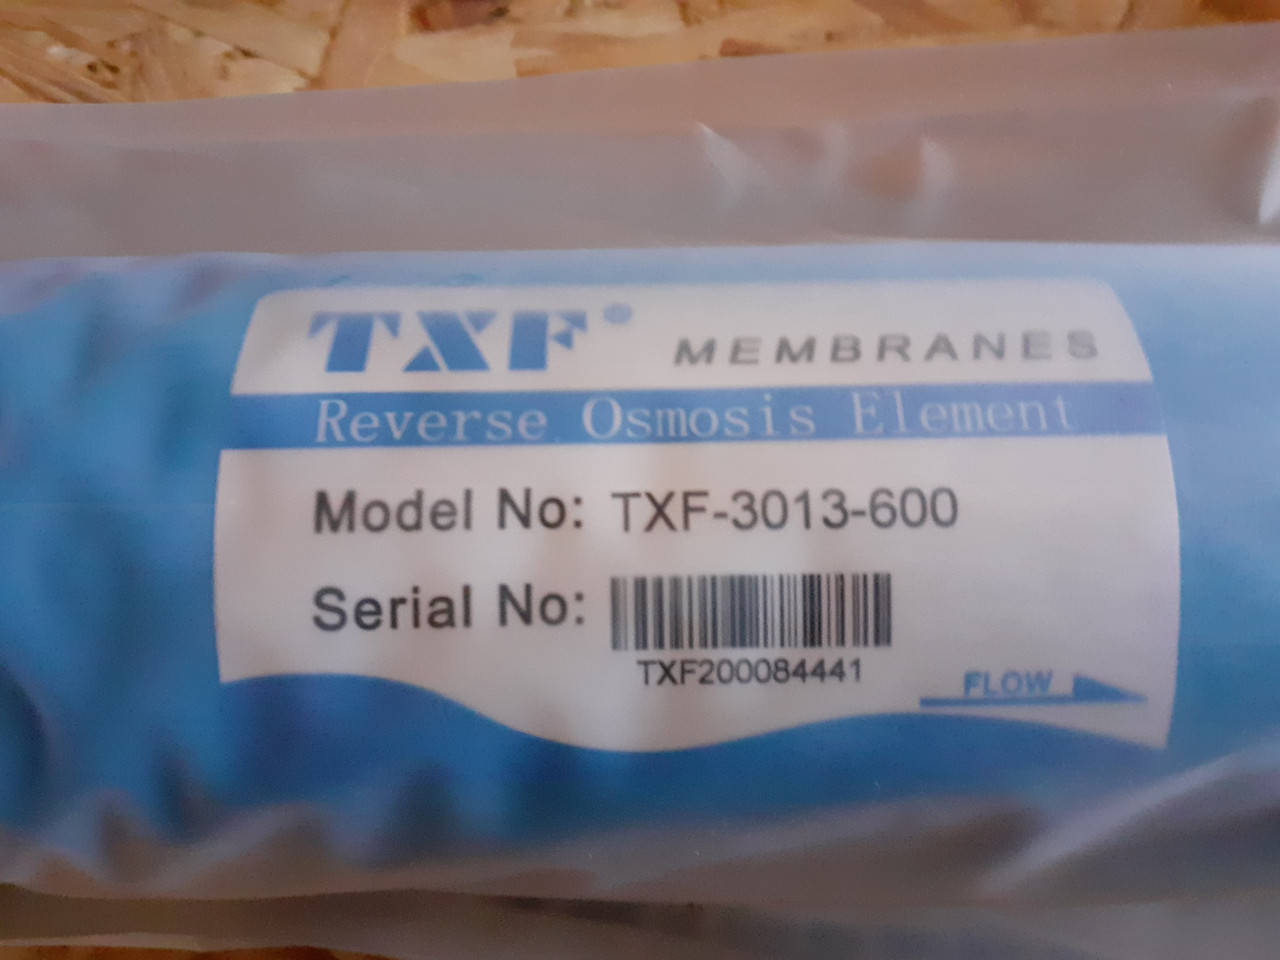 TXF® MEMBRANES
Reverse Osmosis Element
Model No: TXF-3013-600
Serial No:
TXF200084441
FLOW